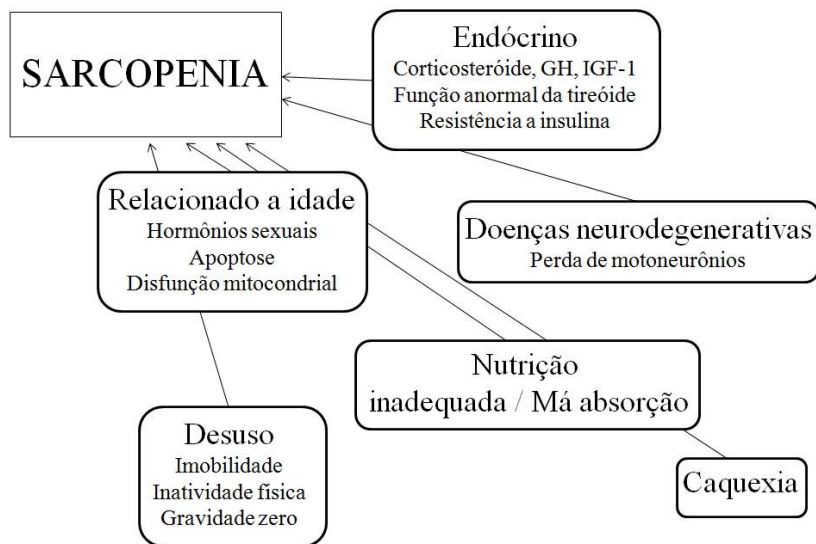 SARCOPENIA
Endócrino
Corticosteróide, GH, IGF-1
Função anormal da tireóide
Resistência a insulina
Relacionado a idade
Hormônios sexuais
Apoptose
Disfunção mitocondrial
Doenças neurodegenerativas
Perda de motoneurônios
Nutrição
inadequada / Má absorção
Desuso
Imobilidade
Inatividade física
Gravidade zero
Caquexia